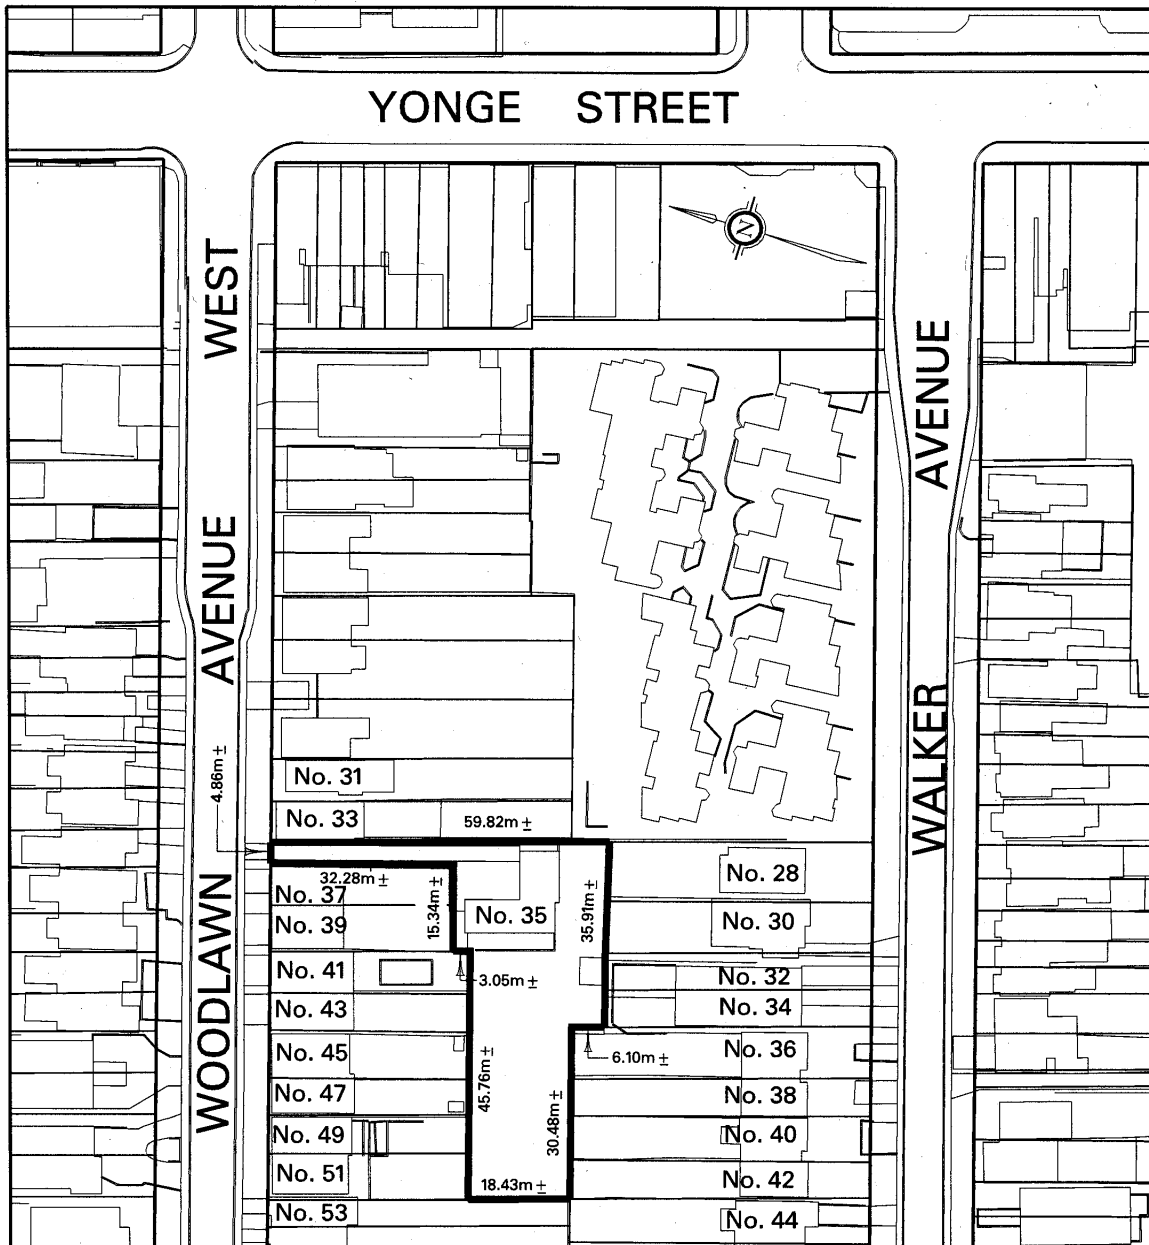 YONGE STREET
N
WOODLAWN AVENUE WEST
WALKER AVENUE
4.86m ±
No. 31
No. 33
59.82m ±
32.28m ±
No. 37
No. 39
15.34m ±
No. 35
35.91m ±
No. 28
No. 30
No. 41
3.05m ±
No. 32
No. 43
No. 34
No. 45
6.10m ±
No. 36
No. 47
45.76m ±
No. 38
No. 49
30.48m ±
No. 40
No. 51
18.43m ±
No. 42
No. 53
No. 44